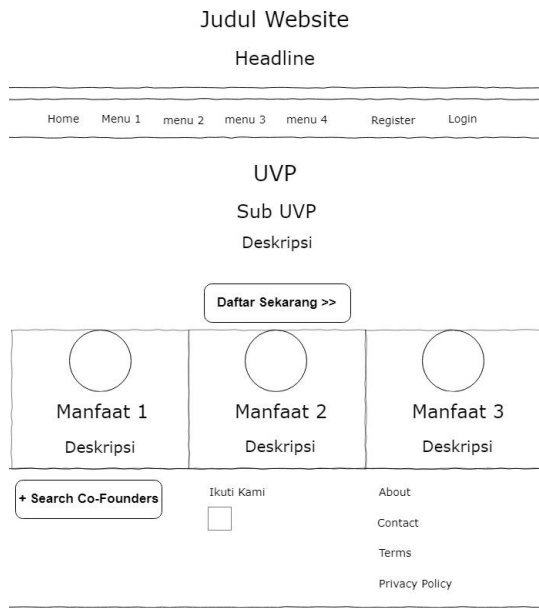 Judul Website
Headline
Home Menu 1 menu 2 menu 3 menu 4 Register Login
UVP
Sub UVP
Deskripsi
Daftar Sekarang >>
Manfaat 1 Manfaat 2 Manfaat 3
Deskripsi Deskripsi Deskripsi
+ Search Co-Founders Ikuti Kami About
Contact
Terms
Privacy Policy